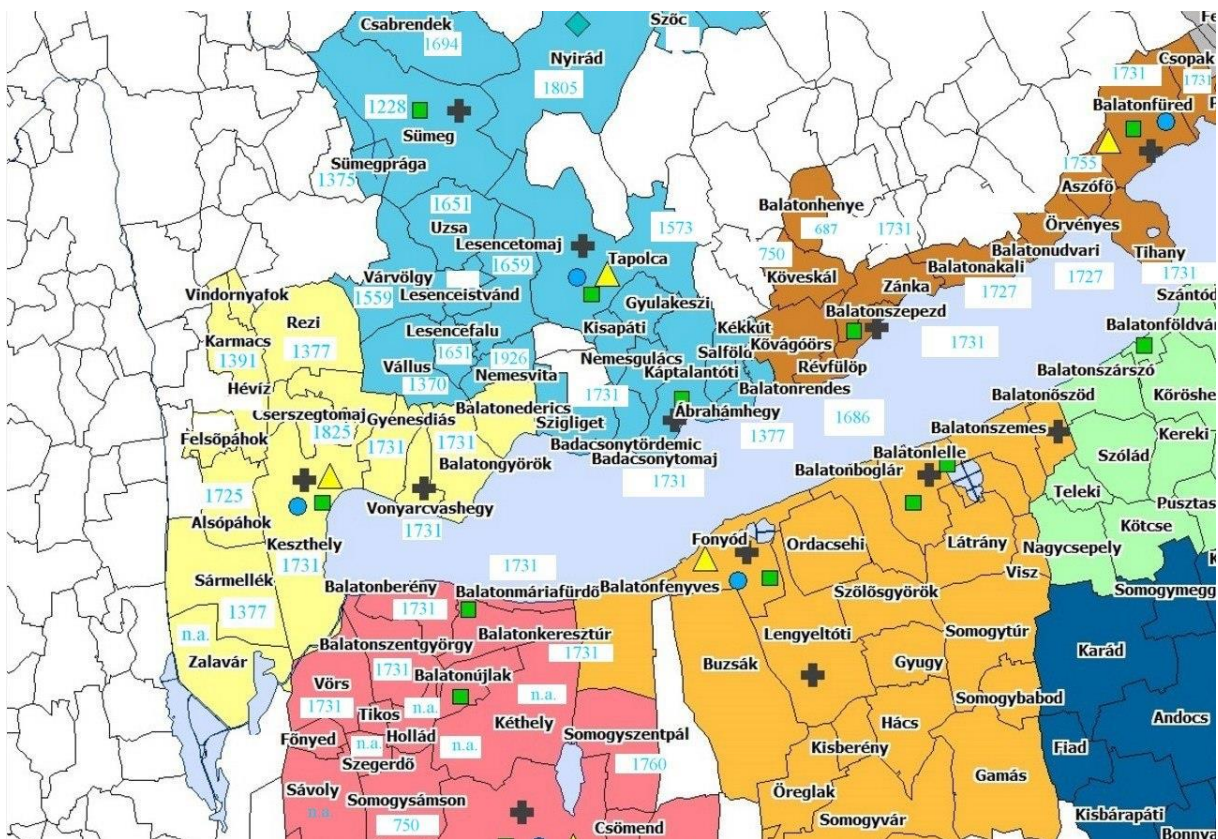 Csabrendek
1694
Szőc
Fe
Nyirád
1805
Csopak
1731
1731
Balatonfüred
P
1228
Sümeg
Sümegprága
1375
1755
Aszófő
1651
Uzsa
Lesencetomaj
1659
1573
Tapolca
Balatonhenye
687
1731
Örvényes
750
Balatonudvari
Tihany
1727
1731
Várvölgy
1559
Lesenceistvánd
Gyulakeszi
Köveskál
Balatonakali
1727
Zánka
Szántód
Vindornyafok
Rezi
1377
Karmacs
1391
Lesencefalu
1651
1926
Kisapáti
Kékkút
Balatonszepezd
Balatonföldvár
Kővágóörs
1731
Vállus
1370
Nemesvita
Nemesgulács
Salföld
Káptalantóti
Révfülöp
Balatonszárszó
Hévíz
1731
Balatonrendes
Balatonőszöd
Kőröshe
Cserszegtomaj
1825
Gyenesdiás
1731
Balatonederics
1731
Szigliget
Ábrahámhegy
1686
Balatonszemes
Felsőpáhok
Badacsonytördemic
1377
Kereki
Badacsonytomaj
1731
Balatonlelle
Szólád
Balatongyörök
Balatonboglár
1725
Alsópáhok
Vonyarcvashegy
1731
Teleki
Pusztas
Kötcse
Keszthely
1731
Fonyód
Ordacsehi
Látrány
Nagycsepely
Sármellék
1377
1731
Balatonberény
1731
Balatonmáriafürdő
Balatonfenyves
Visz
Szőlősgyörök
K
Somogymegg
n.a.
Zalavár
Balatonszentgyörgy
1731
Balatonkeresztúr
1731
Lengyeltóti
Somogytúr
Karád
Buzsák
Gyugy
Vörs
1731
Balatonújlak
n.a.
n.a.
Somogybabod
Tikos
Kéthely
Hács
Andocs
Főnyed
n.a.
Hollád
n.a.
Somogyszentpál
1760
Kisberény
Fiad
Szegerdő
Gamás
Sávoly
n.a.
Somogysámson
750
Öreglak
Kisbárapáti
Csömend
Somogyvár
Bonny